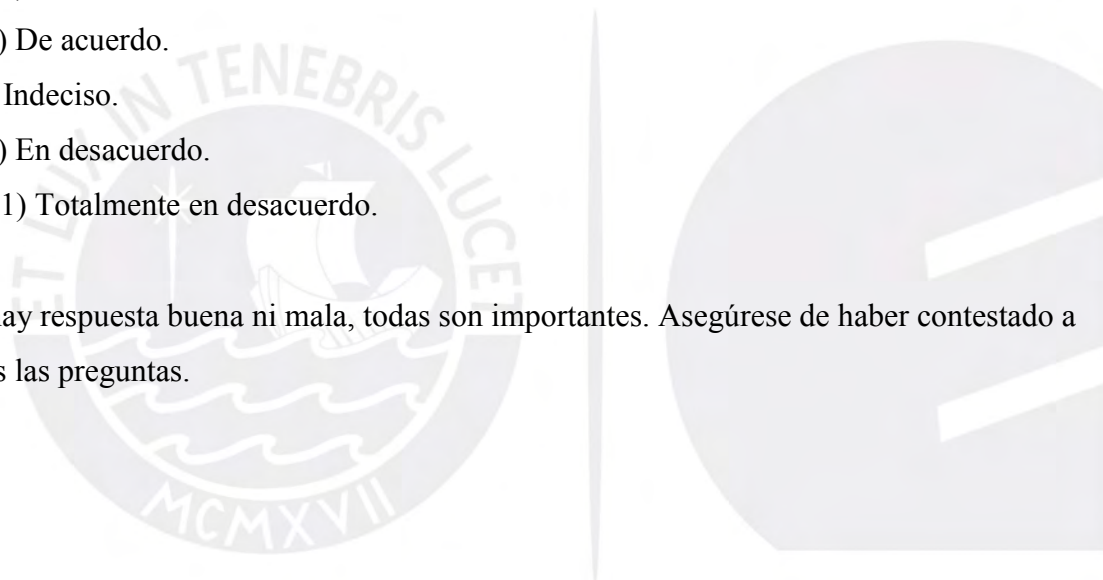 ) De acuerdo.
Indeciso.
) En desacuerdo.
1) Totalmente en desacuerdo.
ay respuesta buena ni mala, todas son importantes. Asegúrese de haber contestado a
s las preguntas.
ET LUX IN TENEBRIS LUCET
MCMXVII